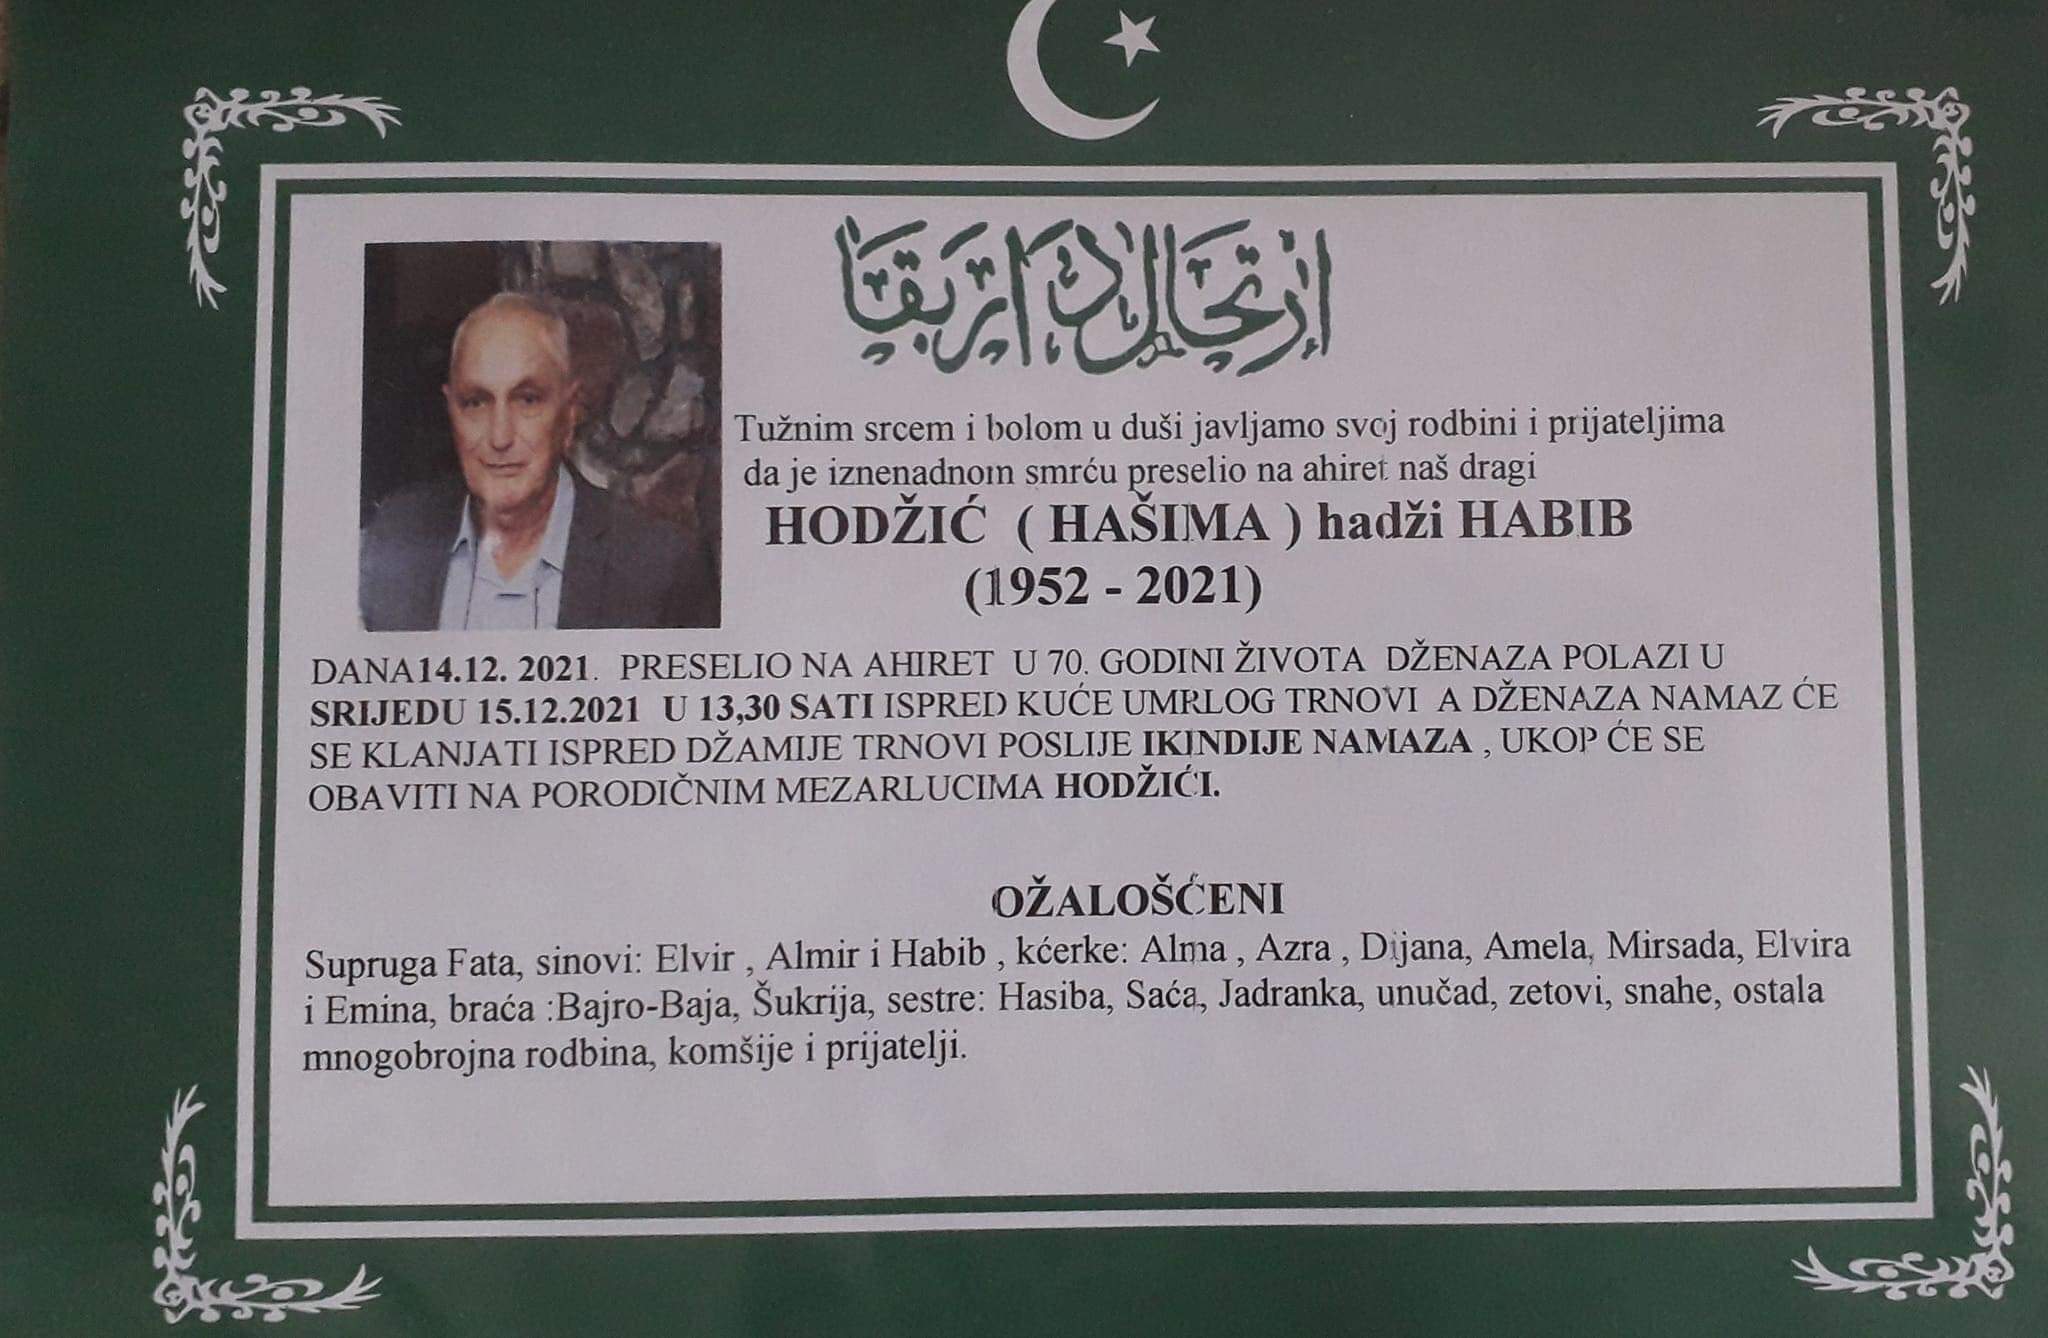 Tužnim srcem i bolom u duši javljamo svoj rodbini i prijateljima
da je iznenadnom smrću preselio na ahiret naš dragi
HODŽIĆ ( HAŠIMA ) hadži HABIB
(1952 - 2021)
DANA14.12. 2021. PRESELIO NA AHIRET U 70. GODINI ŽIVOTA DŽENAZA POLAZI U
SRIJEDU 15.12.2021 U 13,30 SATI ISPRED KUĆE UMRLOG TRNOVI A DŽENAZA NAMAZ ĆE
SE KLANJATI ISPRED DŽAMIJE TRNOVI POSLIJE IKINDIJE NAMAZA , UKOP ĆE SE
OBAVITI NA PORODIČNIM MEZARLUCIMA HODŽIĆI.
OŽALOŠĆENI
Supruga Fata, sinovi: Elvir , Almir i Habib , kćerke: Alma , Azra , Dijana, Amela, Mirsada, Elvira
i Emina, braća :Bajro-Baja, Šukrija, sestre: Hasiba, Saća, Jadranka, unučad, zetovi, snahe, ostala
mnogobrojna rodbina, komšije i prijatelji.